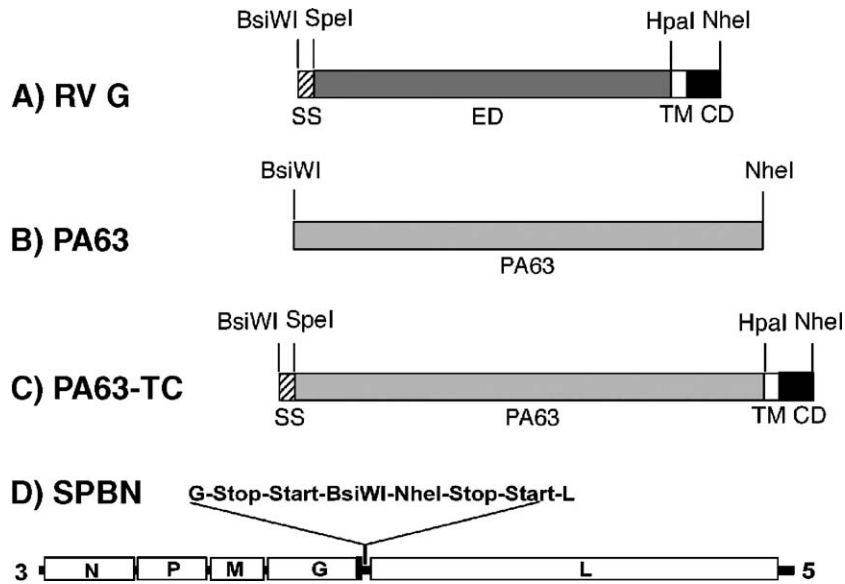 BsiWI SpeI HpaI NheI
A) RV G
SS ED TM CD
BsiWI NheI
B) PA63
PA63
BsiWI SpeI HpaI NheI
C) PA63-TC
SS PA63 TM CD
D) SPBN G-Stop-Start-BsiWI-NheI-Stop-Start-L
3 N P M G L 5